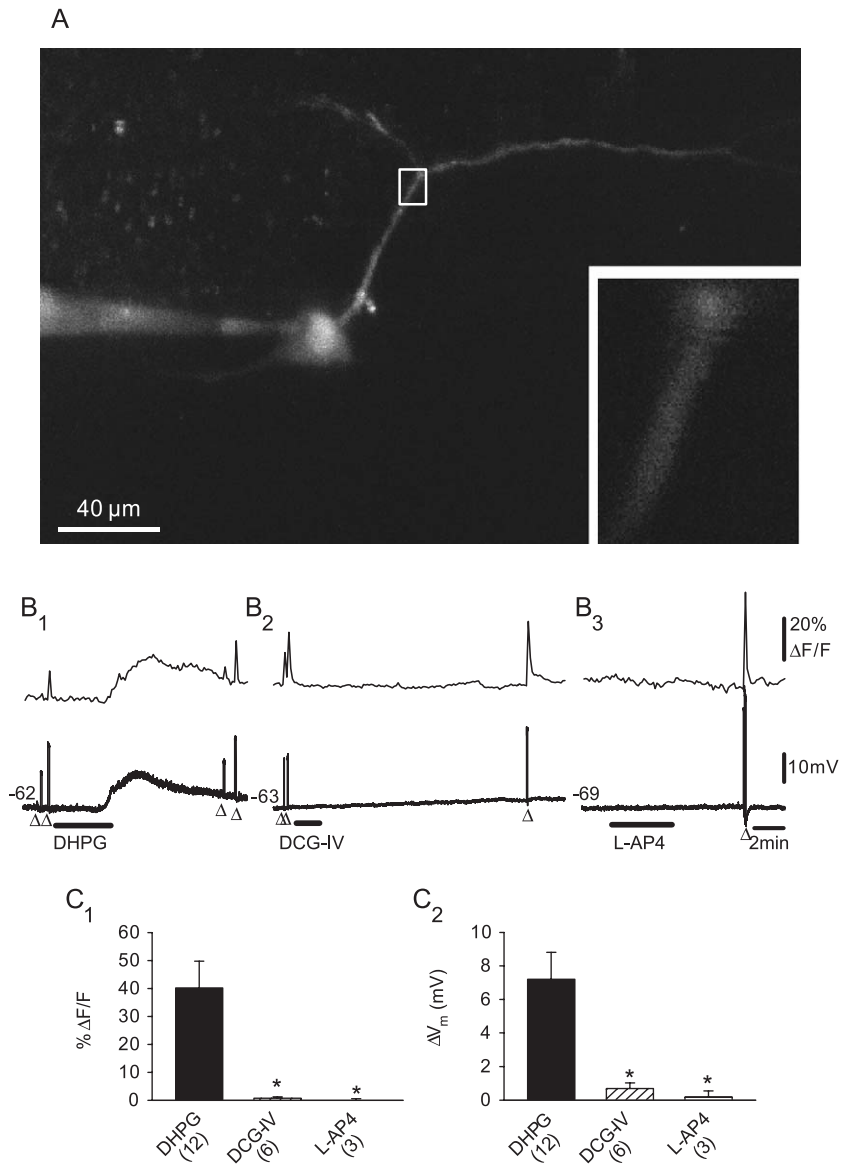 A
40 µm
B1
B2
B3
20%
ΔF/F
10mV
-62
-63
-69
Δ Δ Δ Δ
ΔΔ Δ
Δ
DHPG
DCG-IV
L-AP4
2min
C1
60
50
40
30
20
10
0
% ΔF/F
*
*
DHPG
(12)
DCG-IV
(6)
L-AP4
(3)
C2
10
8
6
4
2
0
ΔVm (mV)
*
*
DHPG
(12)
DCG-IV
(6)
L-AP4
(3)